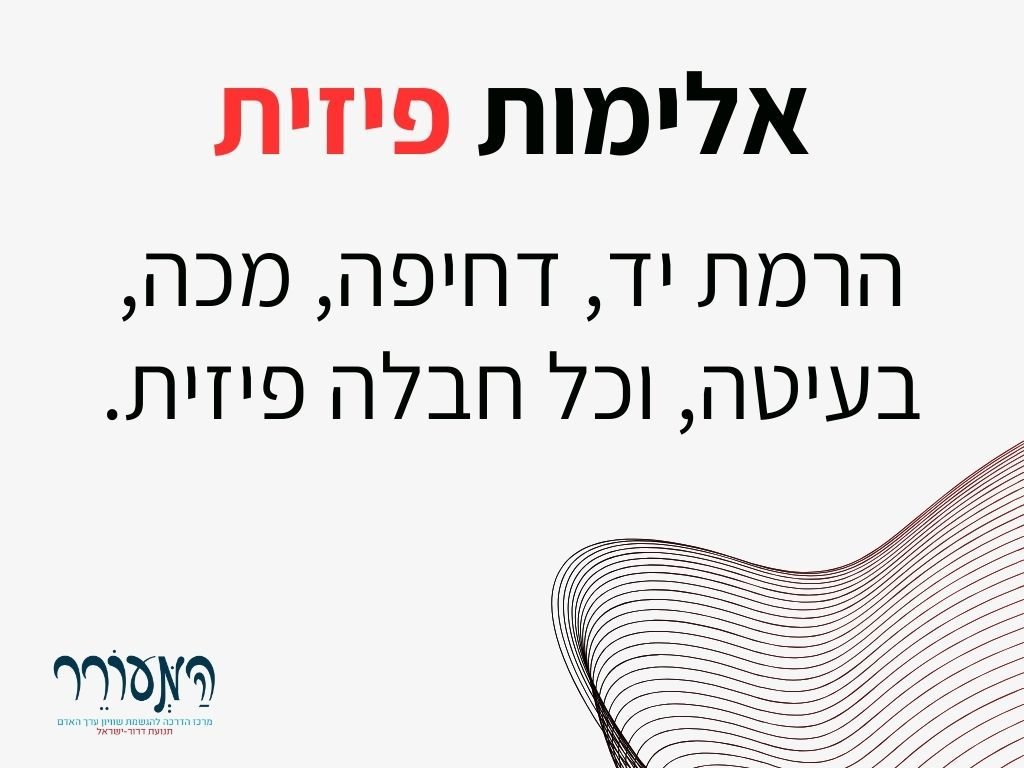 אלימות פיזית
הרמת יד, דחיפה, מכה,
בעיטה, וכל חבלה פיזית.
הַמְּעוֹרֵר
מרכז הדרכה להגשמת שוויון ערך האדם
תנועת דרור-ישראל